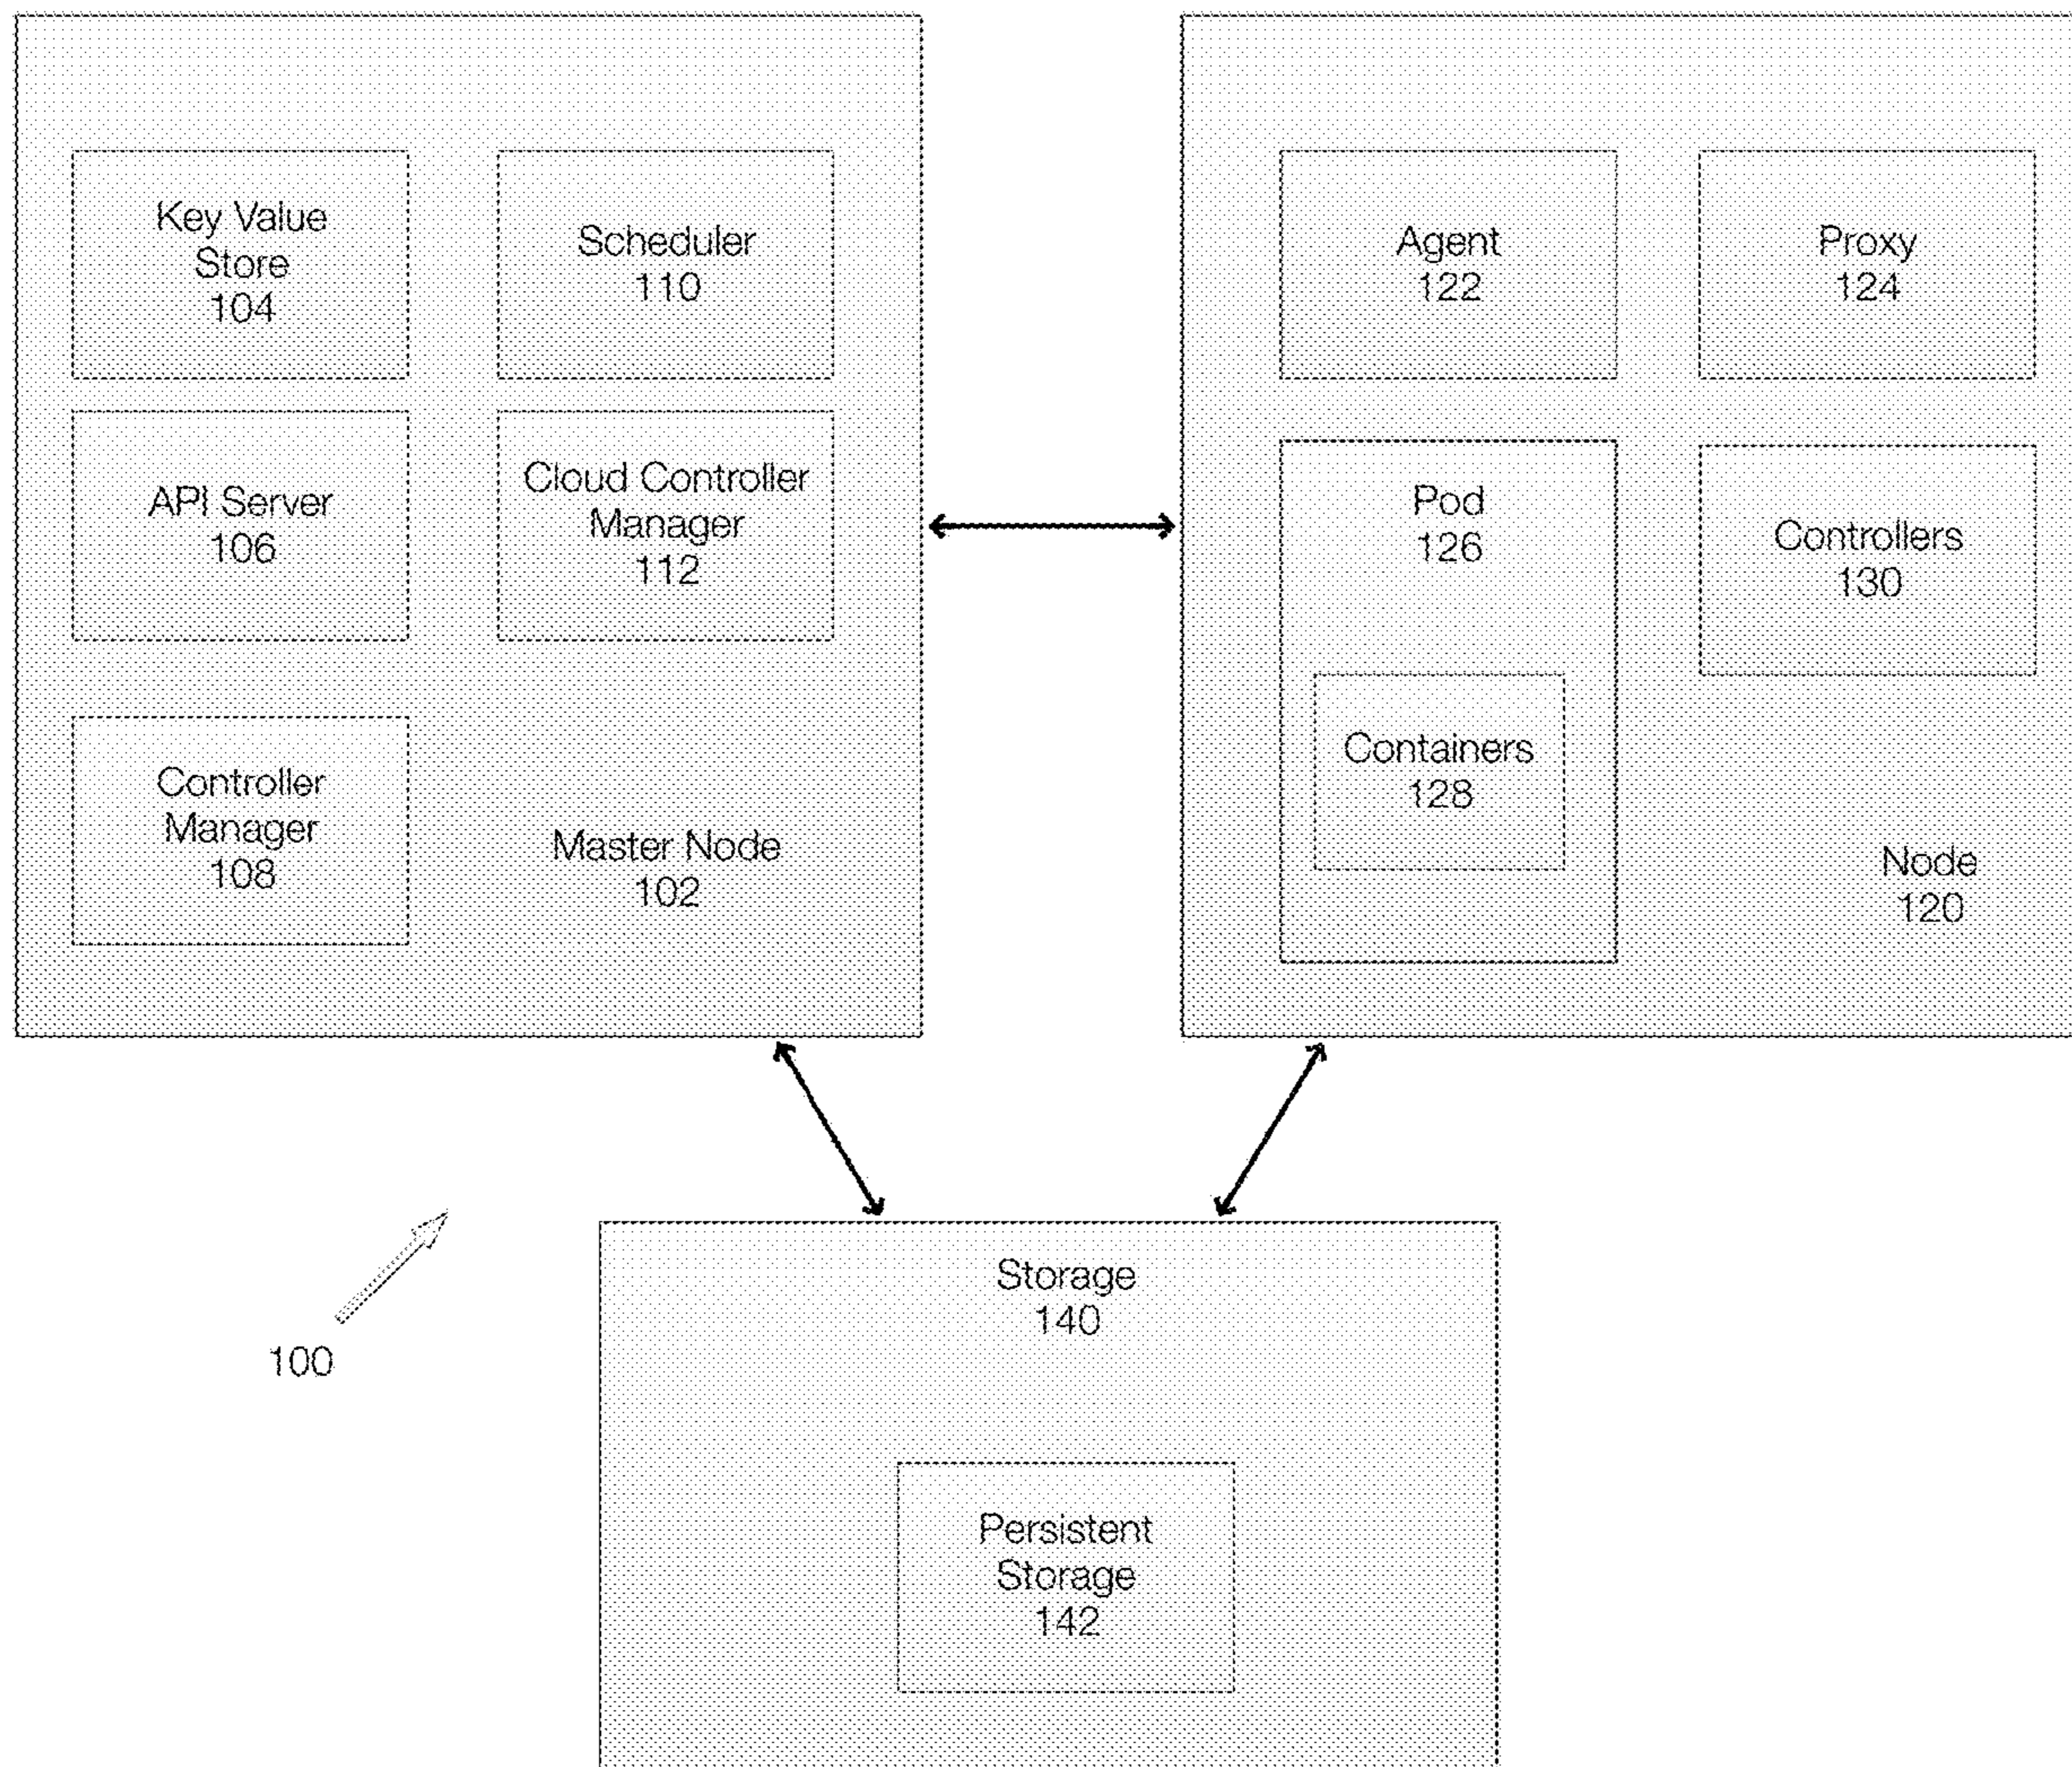 Key Value
Store
104
Scheduler
110
API Server
106
Cloud Controller
Manager
112
Controller
Manager
108
Master Node
102
Agent
122
Proxy
124
Pod
126
Controllers
130
Containers
128
Node
120
100
Storage
140
Persistent
Storage
142